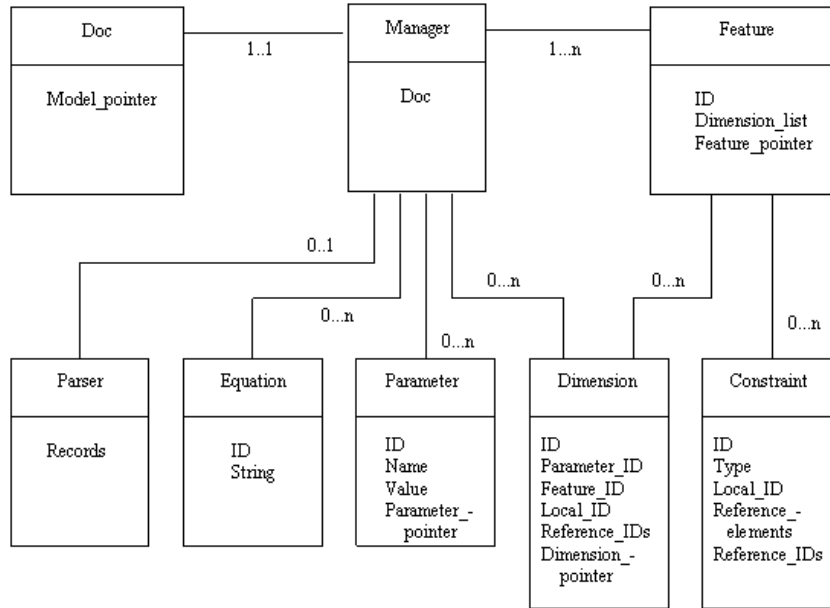 Doc
Manager
Feature
1..1
1...n
Model_pointer
Doc
ID
Dimension_list
Feature_pointer
0..1
0...n
0...n
0...n
0...n
0...n
Parser
Equation
Parameter
Dimension
Constraint
Records
ID
String
ID
Name
Value
Parameter_-
pointer
ID
Parameter_ID
Feature_ID
Local_ID
Reference_IDs
Dimension_-
pointer
ID
Type
Local_ID
Reference_-
elements
Reference_IDs